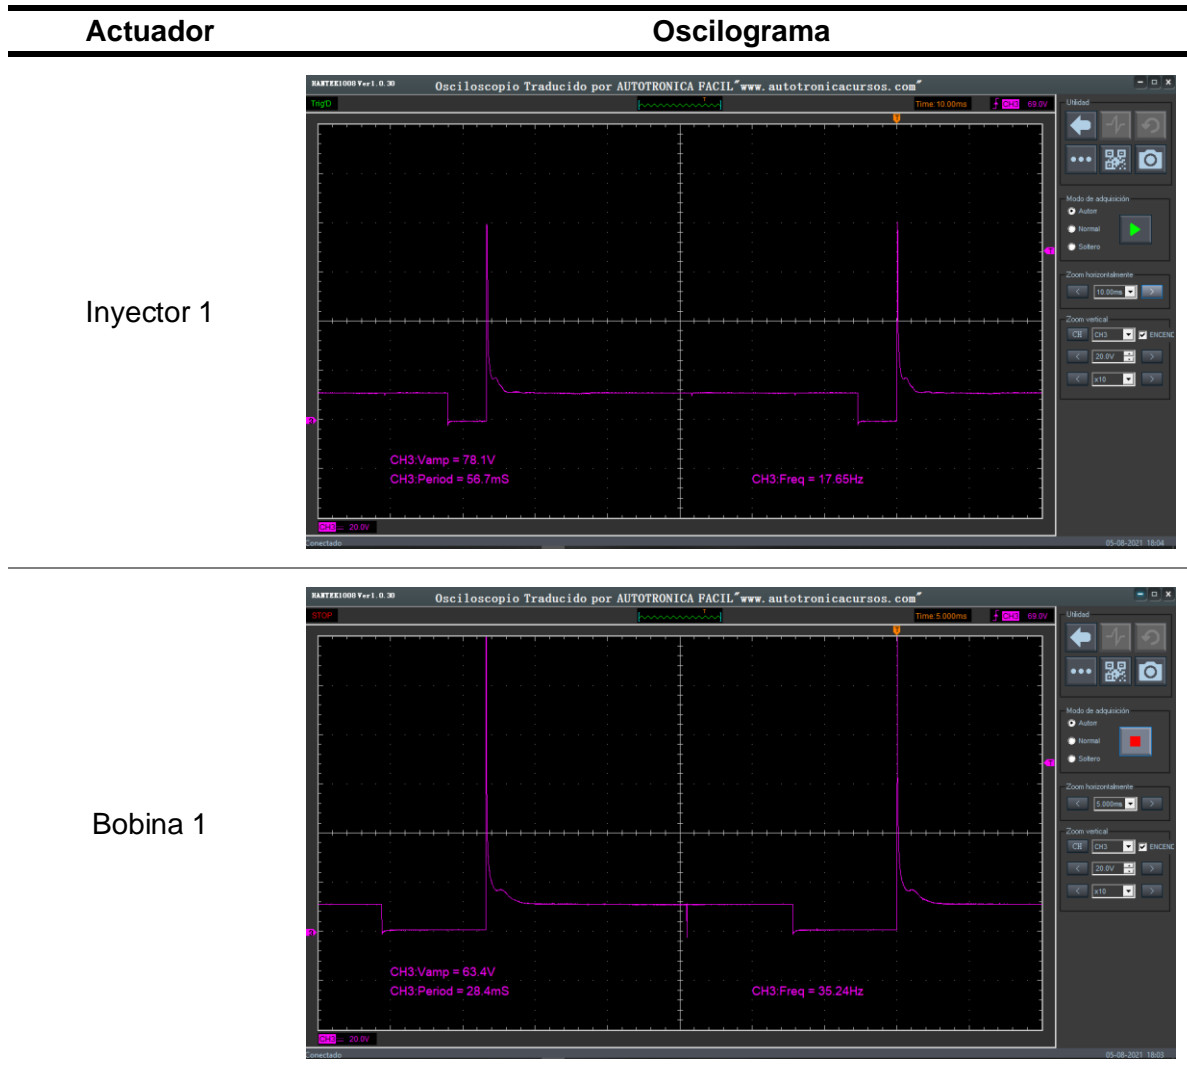 Actuador Oscilograma
Inyector 1
HANTEK1008 Ver1.0.30 Osciloscopio Traducido por AUTOTRONICA FACIL"www.autotronicacursos.com"
TrigD T Time:10.00ms CH3 69.0V
T
Utilidad
Modo de adquisición
Autom
Normal
Soltero
T
Zoom horizontalmente
< 10.00ms >
Zoom vertical
CH CH3 ENCEND
< 20.0V >
< x10 >
3
CH3:Vamp = 78.1V
CH3:Period = 56.7mS CH3:Freq = 17.65Hz
CH3 20.0V
Conectado 05-08-2021 18:04
Bobina 1
HANTEK1008 Ver1.0.30 Osciloscopio Traducido por AUTOTRONICA FACIL"www.autotronicacursos.com"
STOP T Time:5.000ms CH3 69.0V
T
Utilidad
Modo de adquisición
Autom
Normal
Soltero
T
Zoom horizontalmente
< 5.000ms >
Zoom vertical
CH CH3 ENCEND
< 20.0V >
< x10 >
3
CH3:Vamp = 63.4V
CH3:Period = 28.4mS CH3:Freq = 35.24Hz
CH3 20.0V
Conectado 05-08-2021 18:03